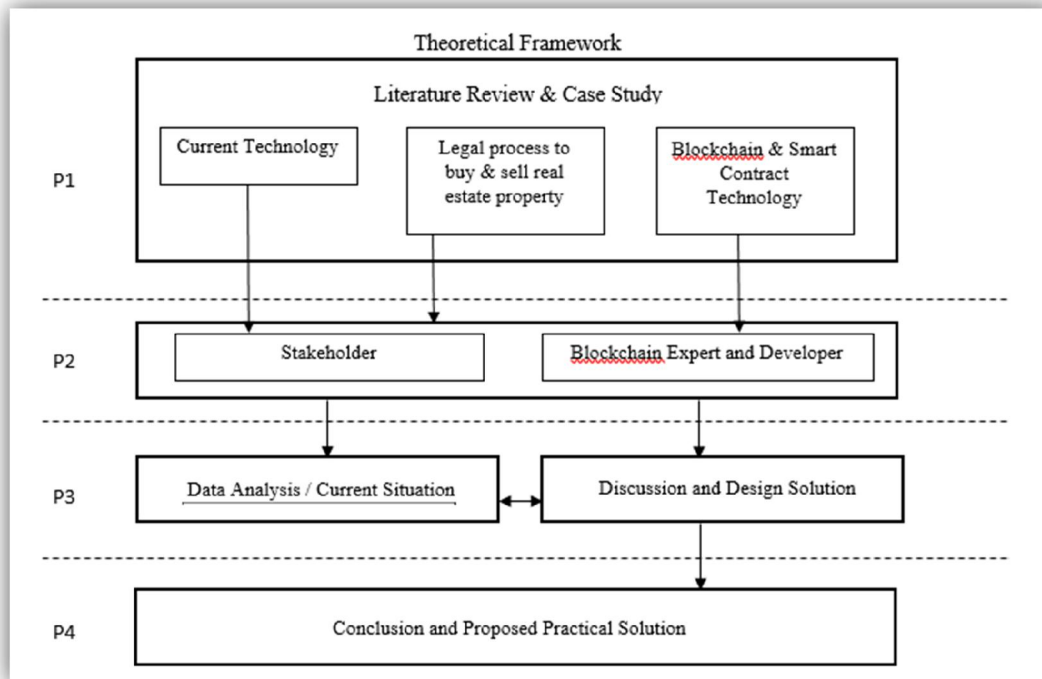 Theoretical Framework
Literature Review & Case Study
P1
Current Technology
Legal process to
buy & sell real
estate property
Blockchain & Smart
Contract
Technology
P2
Stakeholder
Blockchain Expert and Developer
P3
Data Analysis / Current Situation
Discussion and Design Solution
P4
Conclusion and Proposed Practical Solution